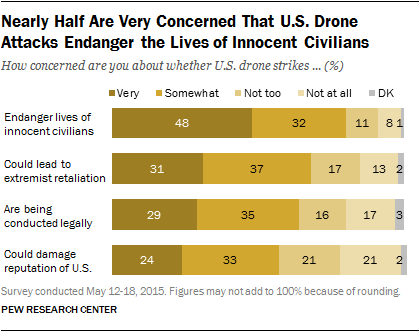 Nearly Half Are Very Concerned That U.S. Drone
Attacks Endanger the Lives of Innocent Civilians
How concerned are you about whether U.S. drone strikes ... (%)
Very Somewhat Not too Not at all DK
Endanger lives of
innocent civilians
48 32 11 8 1
Could lead to
extremist retaliation
31 37 17 13 2
Are being
conducted legally
29 35 16 17 3
Could damage
reputation of U.S.
24 33 21 21 2
Survey conducted May 12-18, 2015. Figures may not add to 100% because of rounding.
PEW RESEARCH CENTER